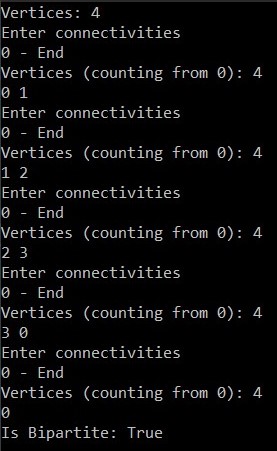 Vertices: 4
Enter connectivities
0 - End
Vertices (counting from 0): 4
0 1
Enter connectivities
0 - End
Vertices (counting from 0): 4
1 2
Enter connectivities
0 - End
Vertices (counting from 0): 4
2 3
Enter connectivities
0 - End
Vertices (counting from 0): 4
3 0
Enter connectivities
0 - End
Vertices (counting from 0): 4
0
Is Bipartite: True